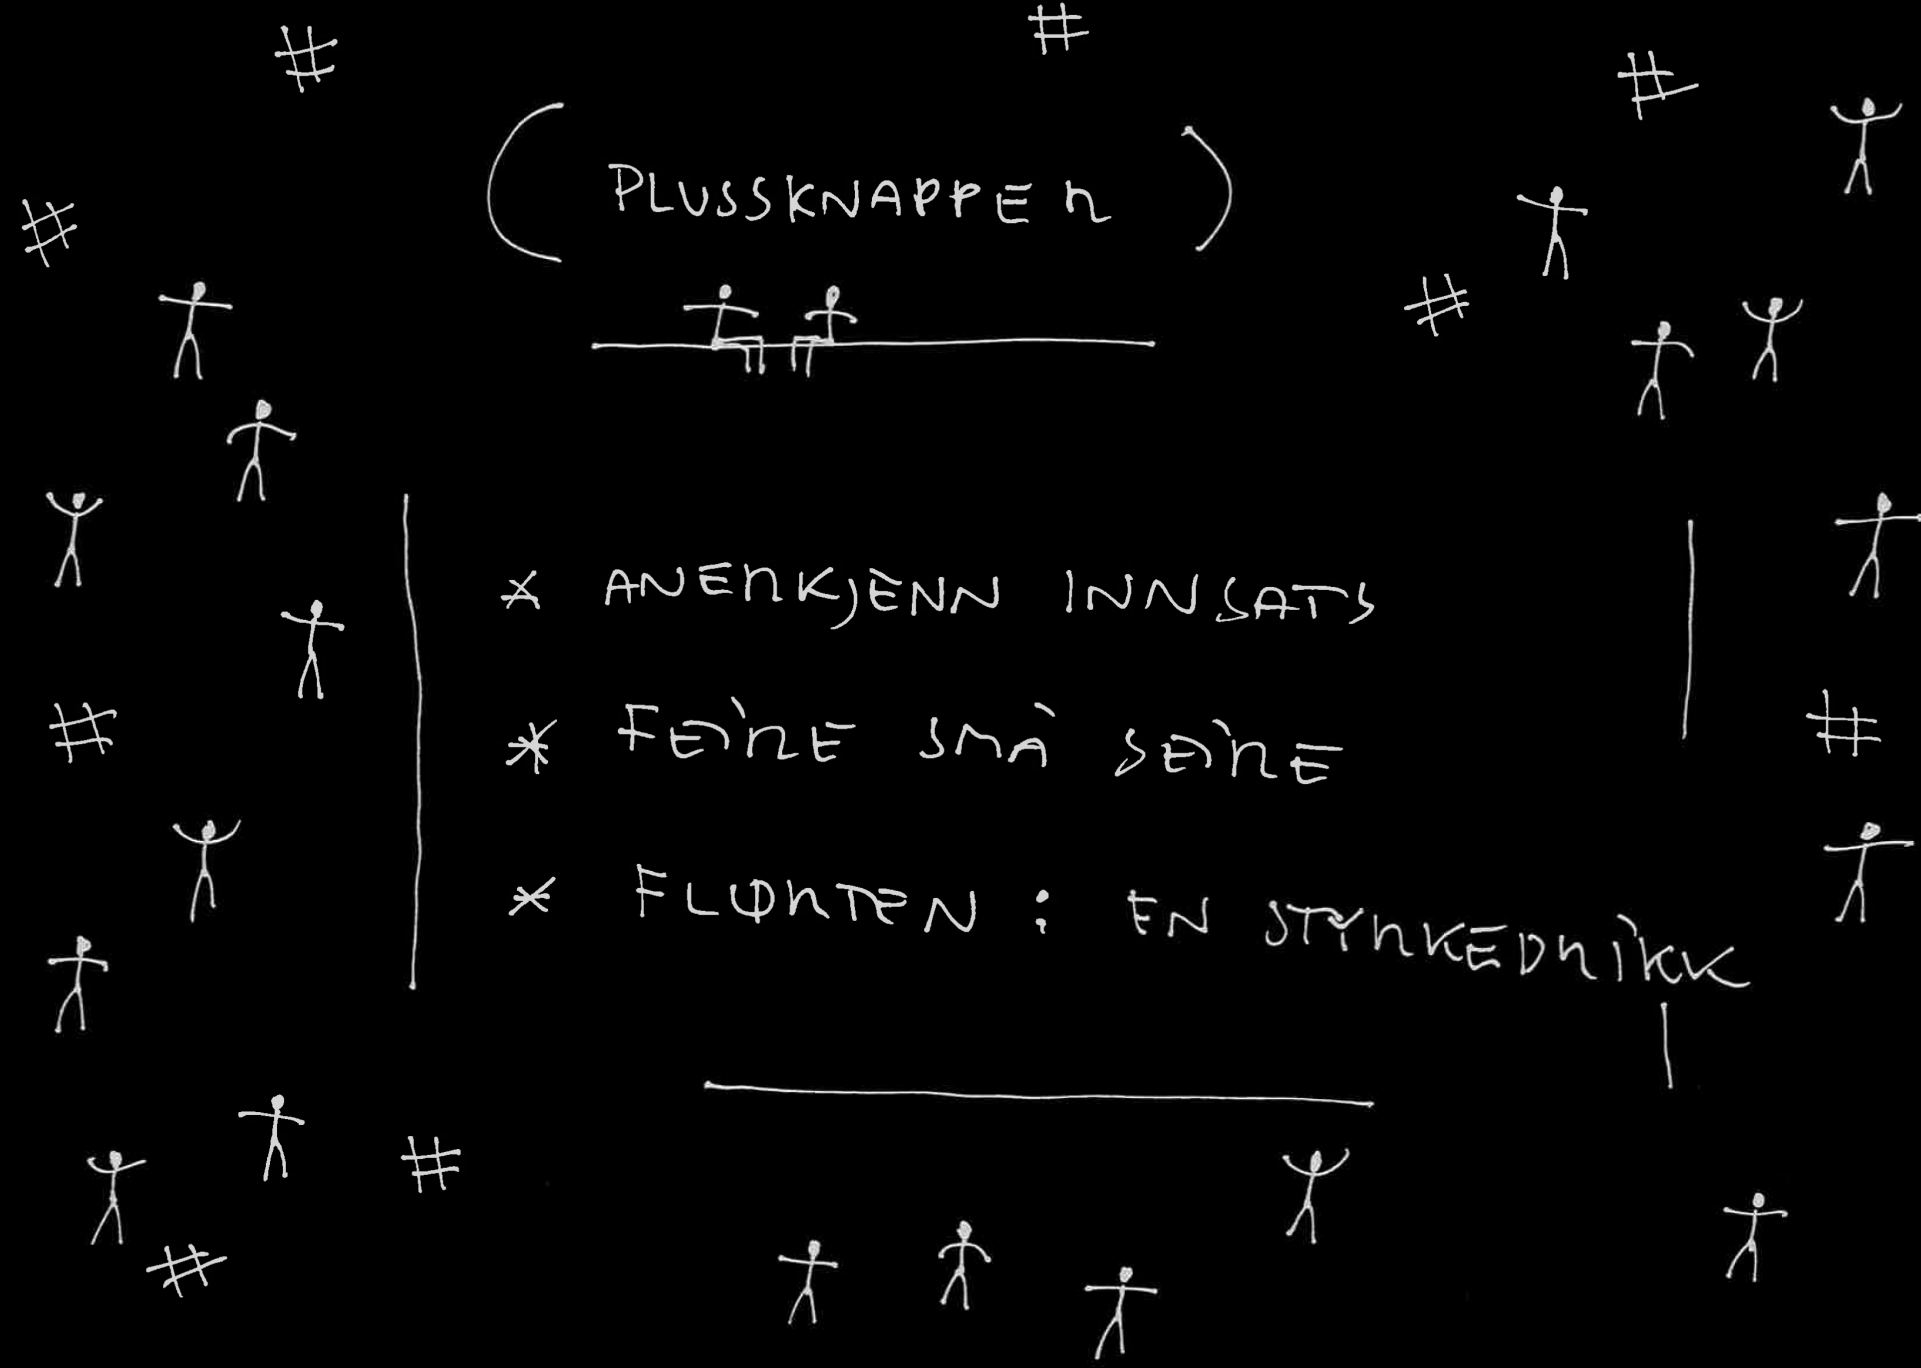 ( PLUSSKNAPPEN )
* ANERKJENN INNSATS
* FEIRE SMÅ SEIRE
* FLØRTEN : EN STYRKEDRIKK